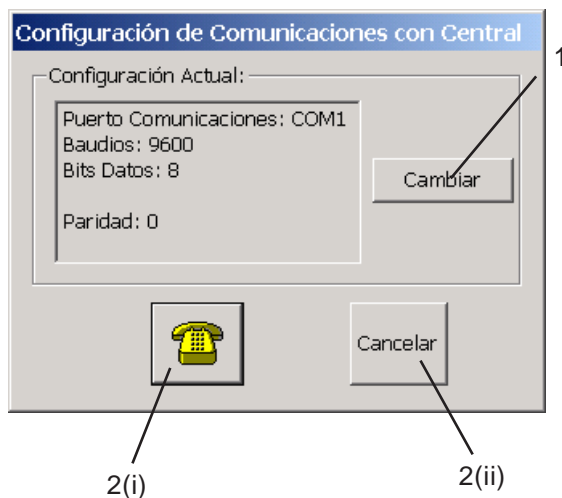 Configuración de Comunicaciones con Central
1
Configuración Actual:
Puerto Comunicaciones: COM1
Baudios: 9600
Bits Datos: 8
Paridad: 0
Cambiar
Cancelar
2(i)
2(ii)